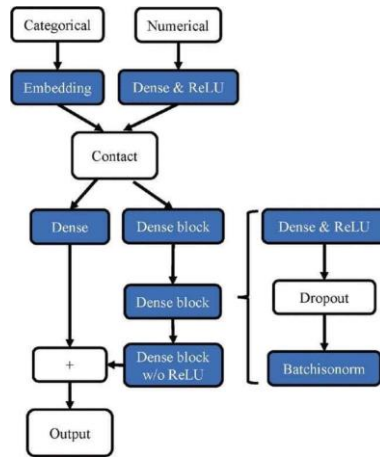 Categorical
Numerical
Embedding
Dense & ReLU
Contact
Dense
Dense block
Dense & ReLU
Dense block
Dropout
+
Dense block
w/o ReLU
Batchisonorm
Output